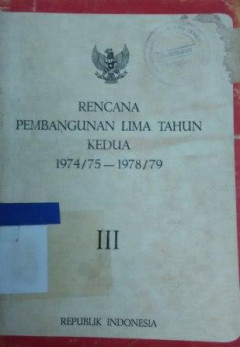 RENCANA
PEMBANGUNAN LIMA TAHUN
KEDUA
1974/75 — 1978/79
III
REPUBLIK INDONESIA